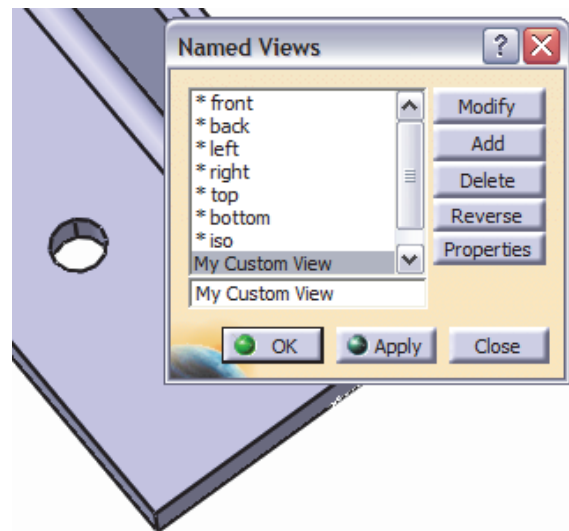 Named Views
?
* front
* back
* left
* right
* top
* bottom
* iso
My Custom View
My Custom View
Modify
Add
Delete
Reverse
Properties
OK
Apply
Close